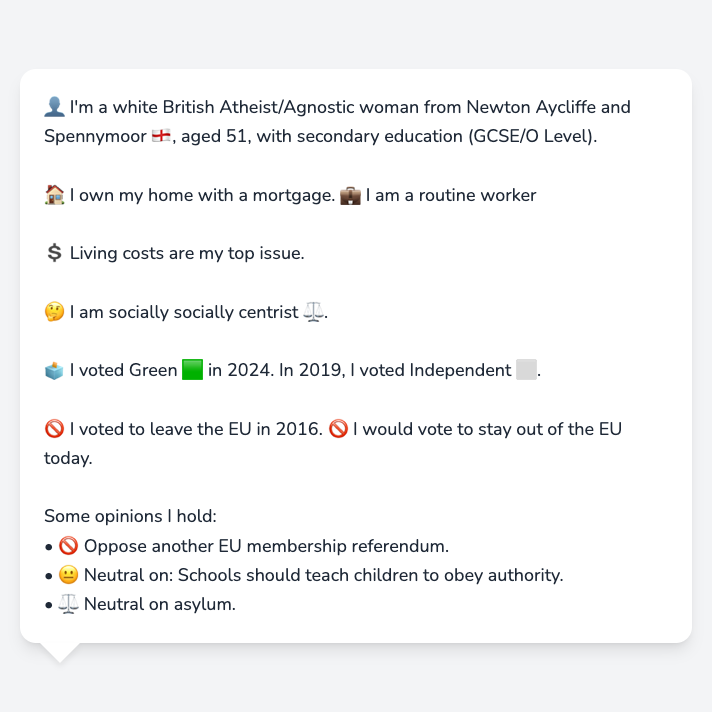 👤 I'm a white British Atheist/Agnostic woman from Newton Aycliffe and
Spennymoor 🏴󠁧󠁢󠁥󠁮󠁧󠁿, aged 51, with secondary education (GCSE/O Level).
🏠 I own my home with a mortgage. 💼 I am a routine worker
💲 Living costs are my top issue.
🤔 I am socially socially centrist ⚖️.
🗳️ I voted Green 🟩 in 2024. In 2019, I voted Independent ⬜.
🚫 I voted to leave the EU in 2016. 🚫 I would vote to stay out of the EU
today.
Some opinions I hold:
• 🚫 Oppose another EU membership referendum.
• 😐 Neutral on: Schools should teach children to obey authority.
• ⚖️ Neutral on asylum.